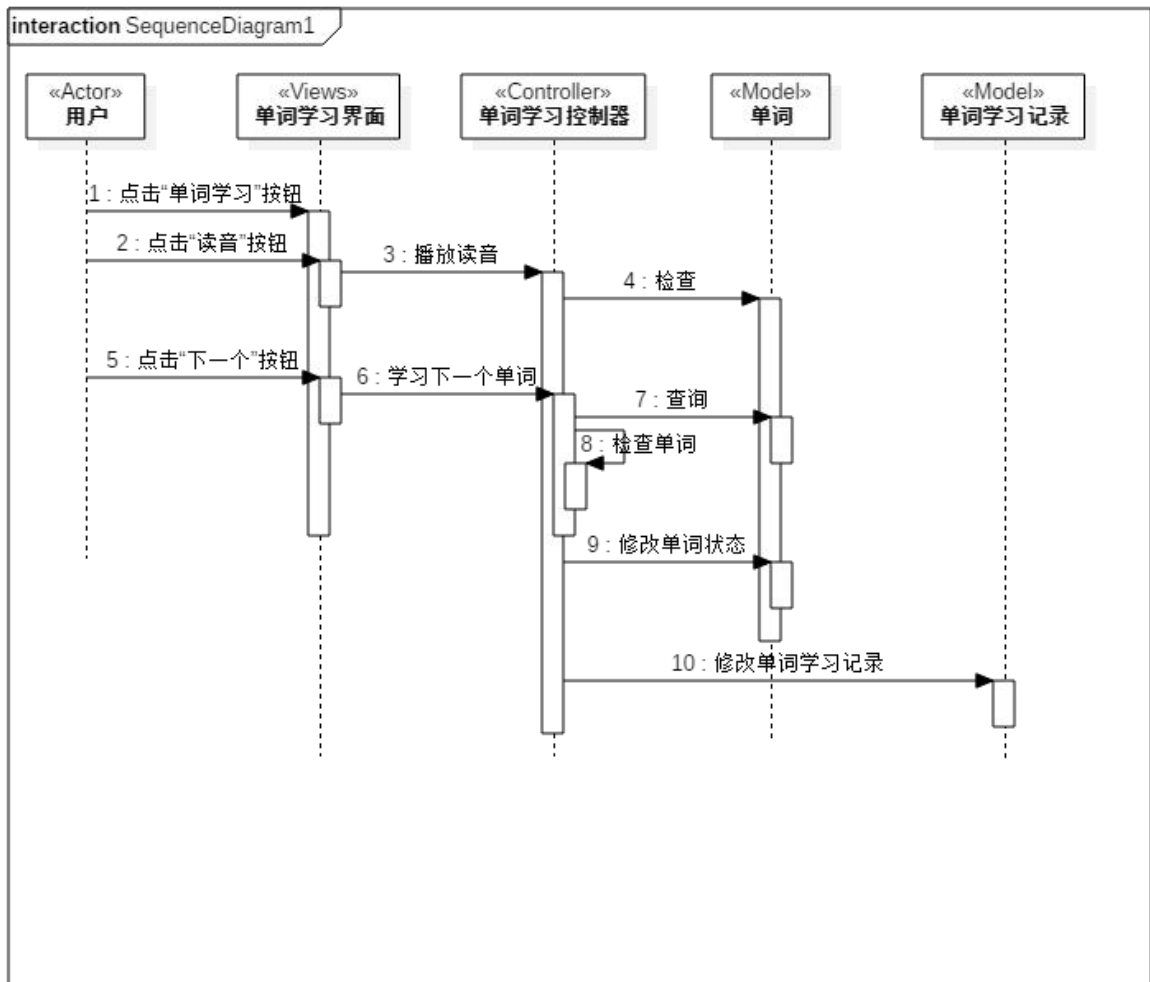 interaction SequenceDiagram1
«Actor»
用户
«Views»
单词学习界面
«Controller»
单词学习控制器
«Model»
单词
«Model»
单词学习记录
1 : 点击“单词学习”按钮
2 : 点击“读音”按钮
3 : 播放读音
4 : 检查
5 : 点击“下一个”按钮
6 : 学习下一个单词
7 : 查询
8 : 检查单词
9 : 修改单词状态
10 : 修改单词学习记录